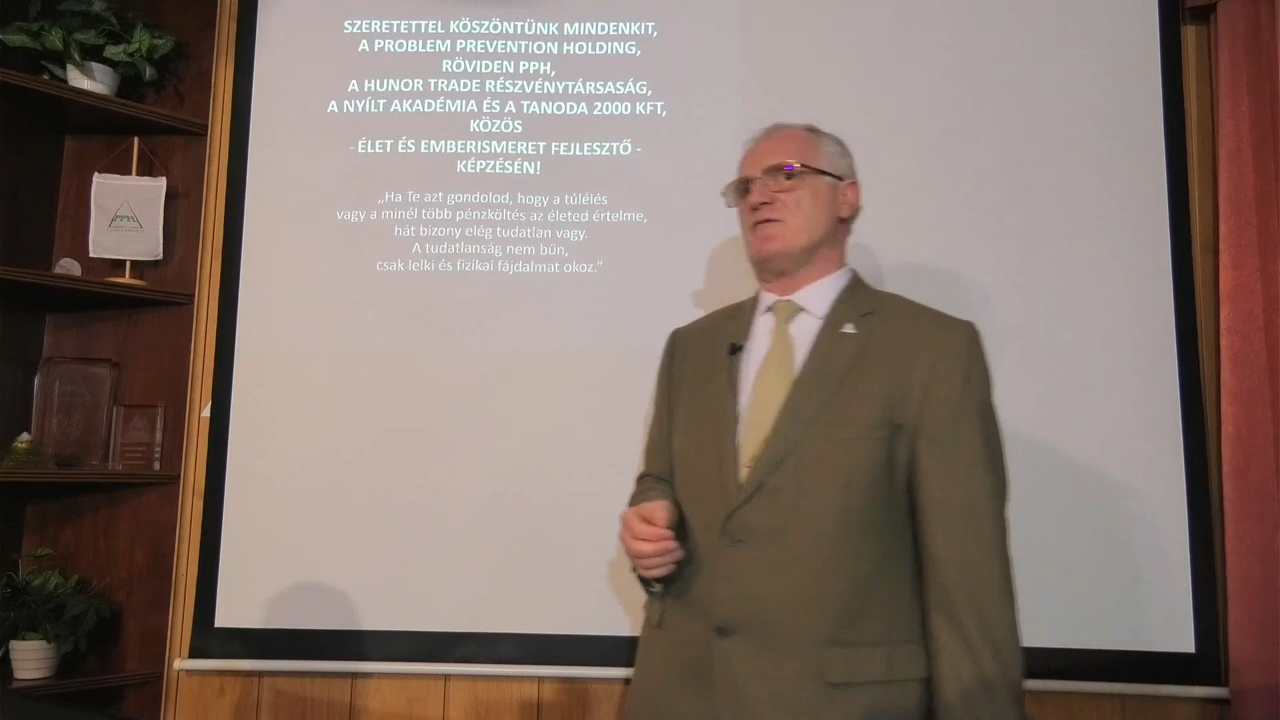 SZERETETTEL KÖSZÖNTÜNK MINDENKIT,
A PROBLEM PREVENTION HOLDING,
RÖVIDEN PPH,
A HUNOR TRADE RÉSZVÉNYTÁRSASÁG,
A NYÍLT AKADÉMIA ÉS A TANODA 2000 KFT,
KÖZÖS
- ÉLET ÉS EMBERISMERET FEJLESZTŐ -
KÉPZÉSÉN!
„Ha Te azt gondolod, hogy a túlélés
vagy a minél több pénzköltés az életed értelme,
hát bizony elég tudatlan vagy.
A tudatlanság nem bűn,
csak lelki és fizikai fájdalmat okoz.”
PPH